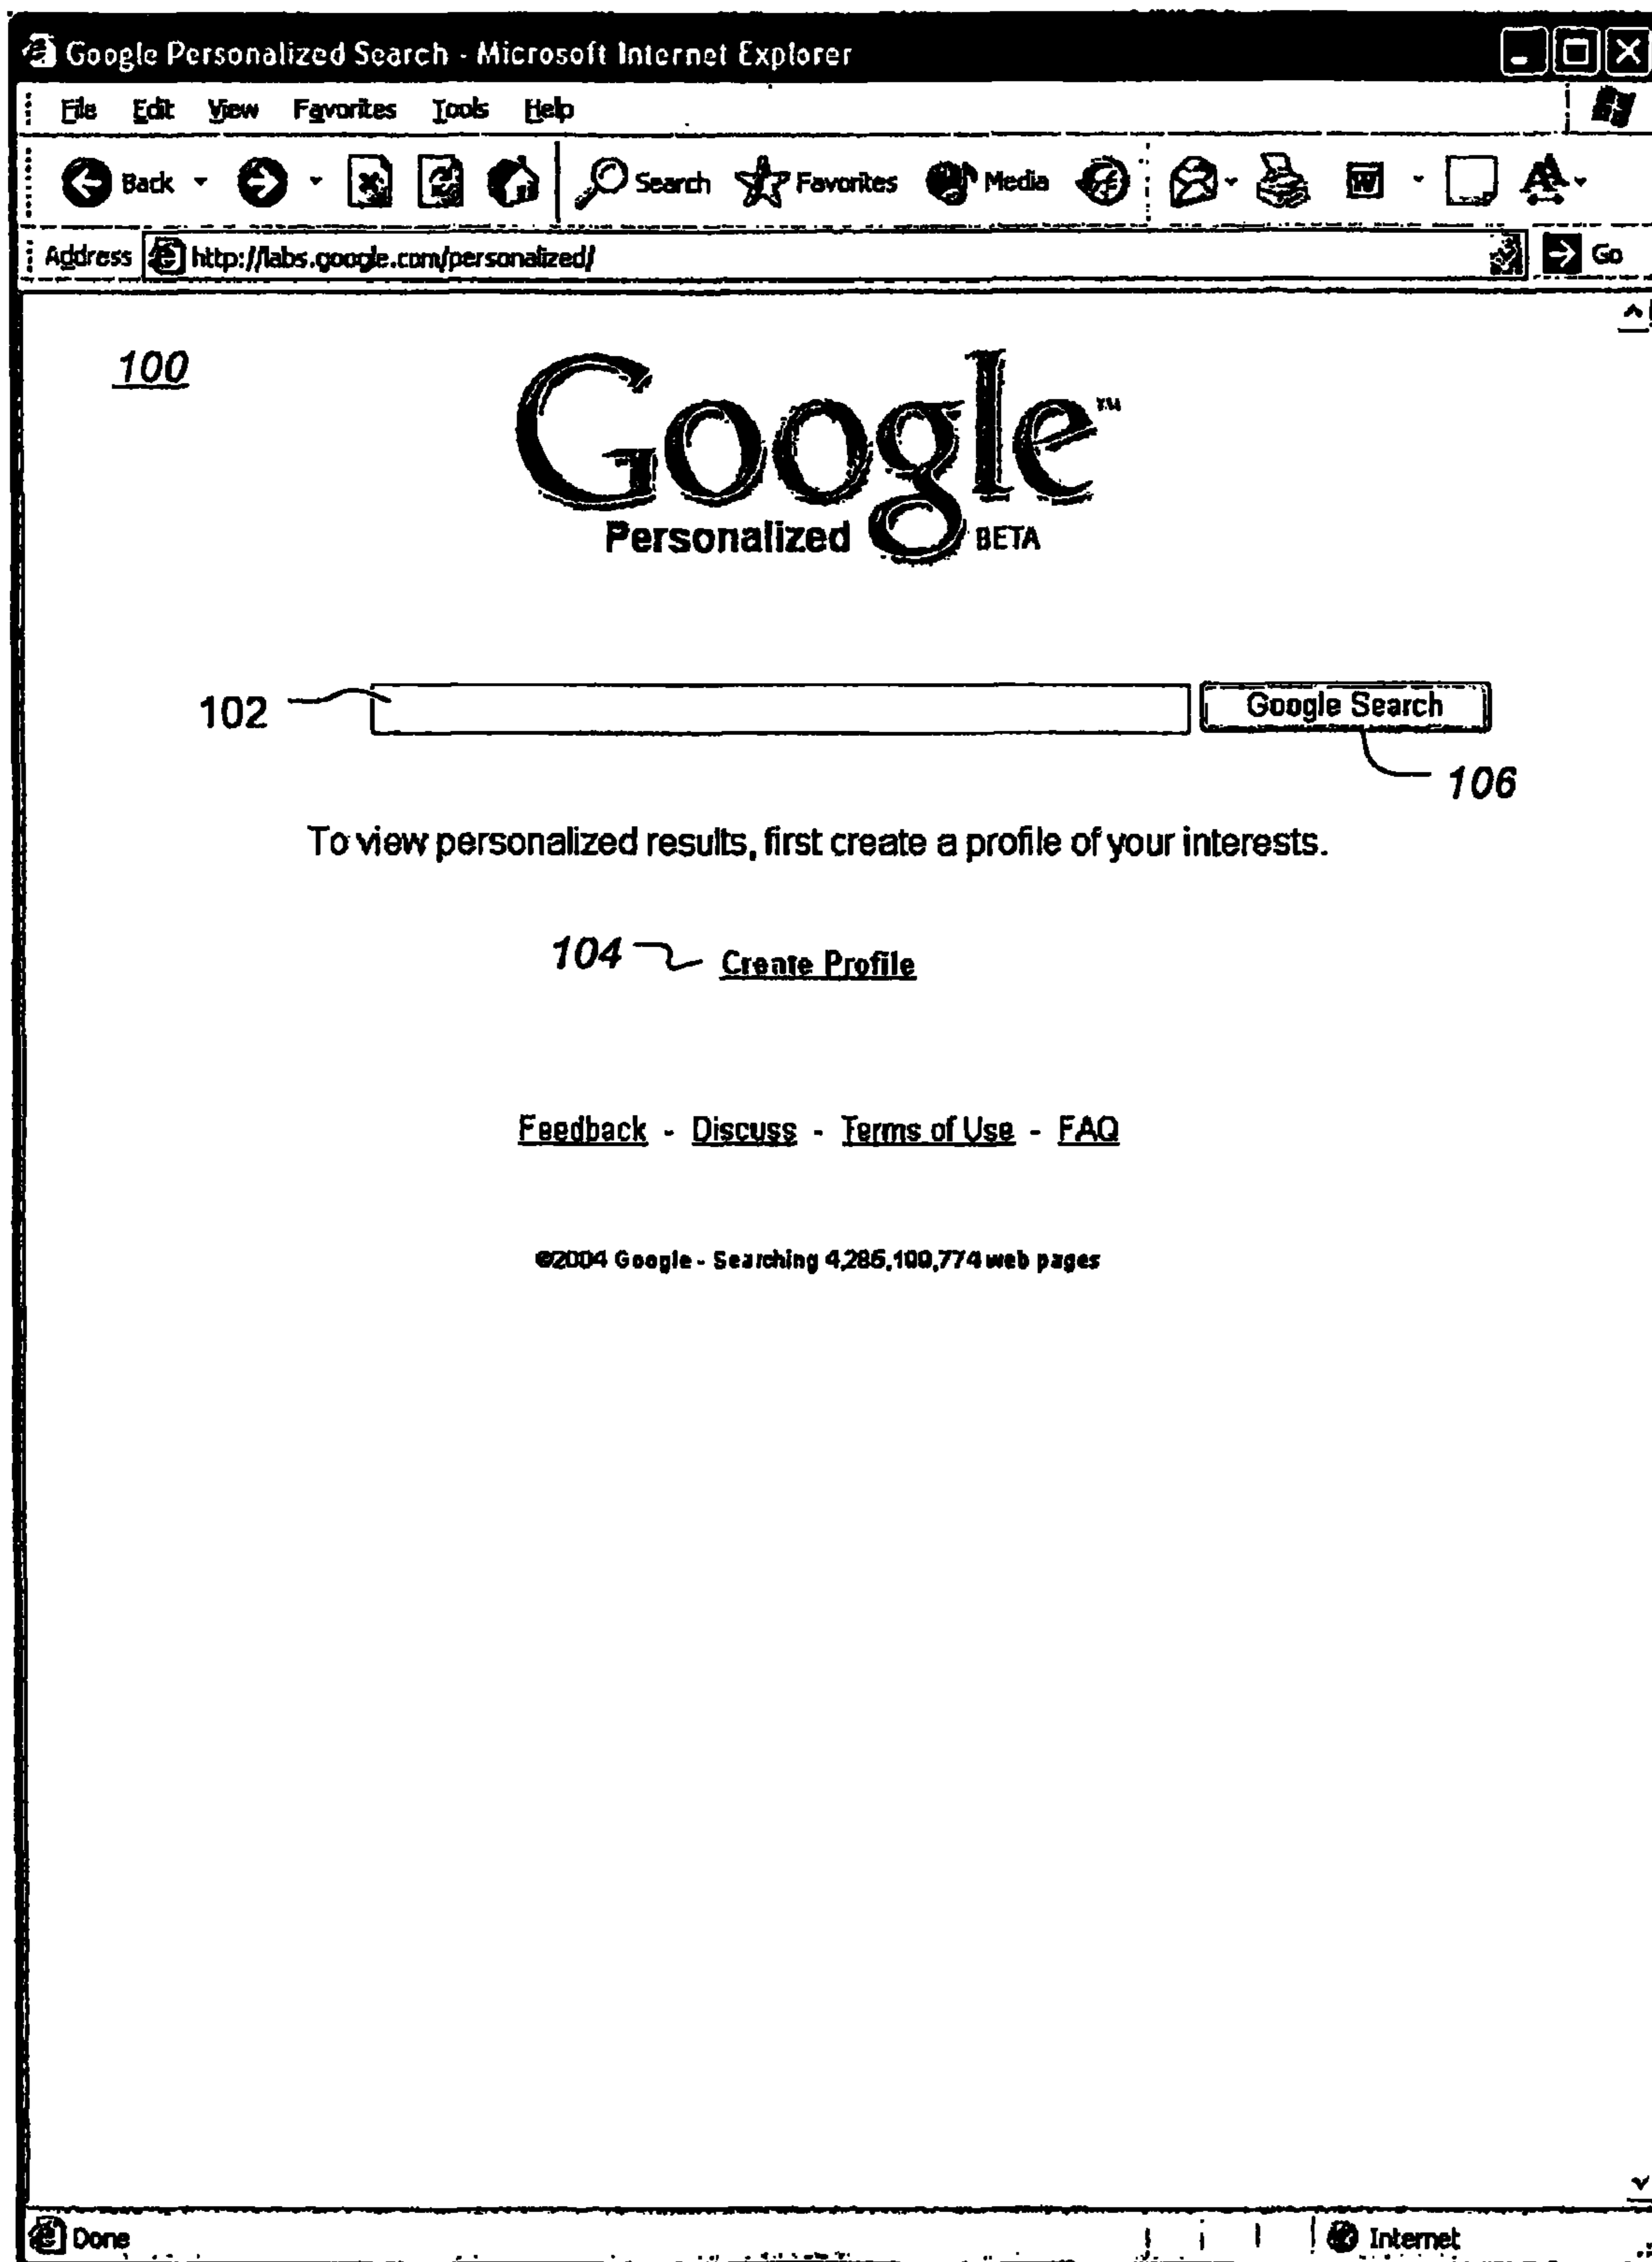 Google Personalized Search - Microsoft Internet Explorer
File Edit View Favorites Tools Help
Back Search Favorites Media W
Address http://labs.google.com/personalized/ Go
100
Google™
Personalized BETA
102 Google Search
106
To view personalized results, first create a profile of your interests.
104 Create Profile
Feedback - Discuss - Terms of Use - FAQ
©2004 Google - Searching 4,285,199,774 web pages
Done Internet